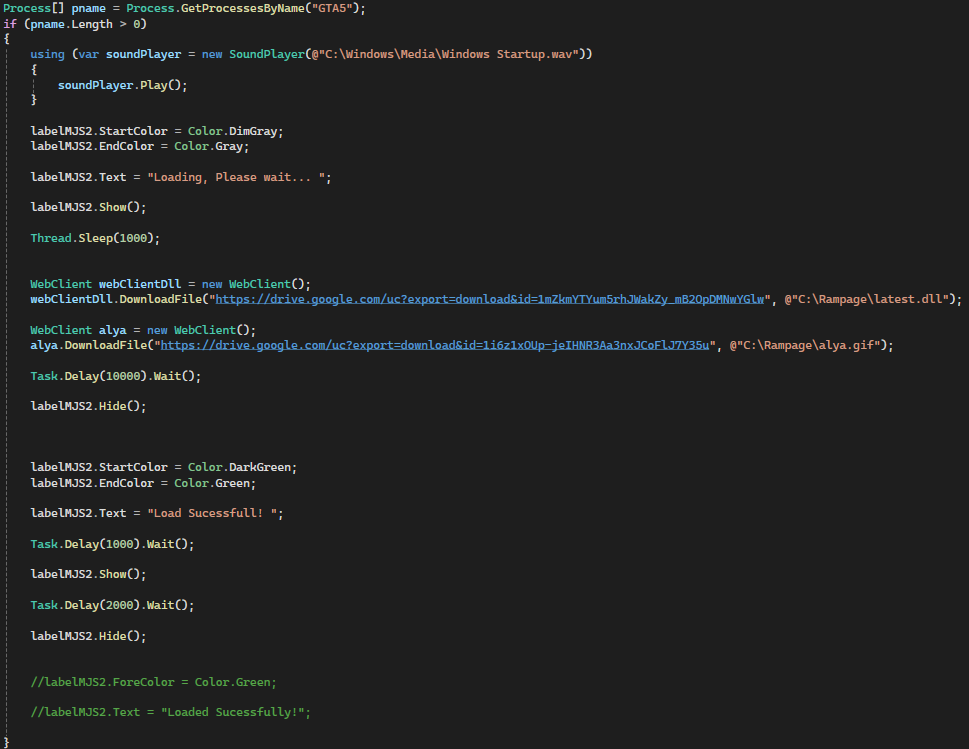 Process[] pname = Process.GetProcessesByName("GTA5");
if (pname.Length > 0)
{
using (var soundPlayer = new SoundPlayer(@"C:\Windows\Media\Windows Startup.wav"))
{
soundPlayer.Play();
}
labelMJS2.StartColor = Color.DimGray;
labelMJS2.EndColor = Color.Gray;
labelMJS2.Text = "Loading, Please wait... ";
labelMJS2.Show();
Thread.Sleep(1000);
WebClient webClientDll = new WebClient();
webClientDll.DownloadFile("https://drive.google.com/uc?export=download&id=1mZkmYTYum5rhJWakZy_mB2OpDMNwYGlw", @"C:\Rampage\latest.dll");
WebClient alya = new WebClient();
alya.DownloadFile("https://drive.google.com/uc?export=download&id=1i6z1xOUp-jeIHNR3Aa3nxJCoFlJ7Y35u", @"C:\Rampage\alya.gif");
Task.Delay(10000).Wait();
labelMJS2.Hide();
labelMJS2.StartColor = Color.DarkGreen;
labelMJS2.EndColor = Color.Green;
labelMJS2.Text = "Load Sucessfull! ";
Task.Delay(1000).Wait();
labelMJS2.Show();
Task.Delay(2000).Wait();
labelMJS2.Hide();
//labelMJS2.ForeColor = Color.Green;
//labelMJS2.Text = "Loaded Sucessfully!";
}